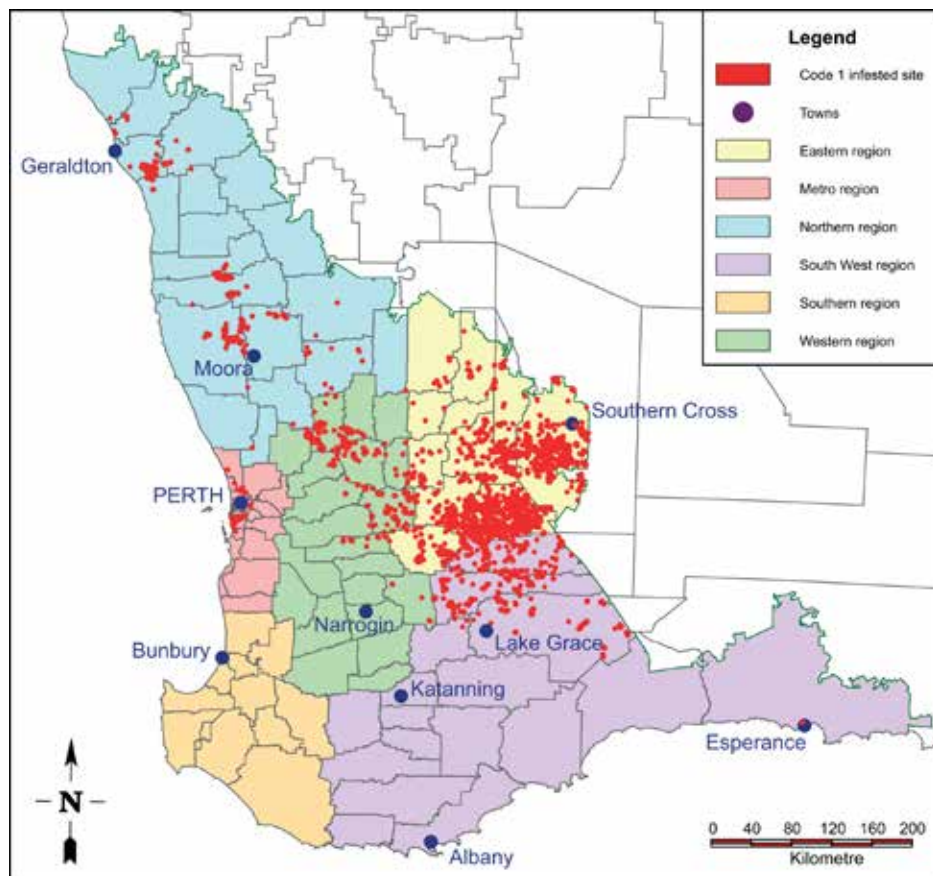 Legend
Code 1 infested site
Towns
Eastern region
Metro region
Northern region
South West region
Southern region
Western region
Geraldton
Moora
Southern Cross
PERTH
Narrogin
Bunbury
Lake Grace
Katanning
Esperance
Albany
N
0 40 80 120 160 200
Kilometre